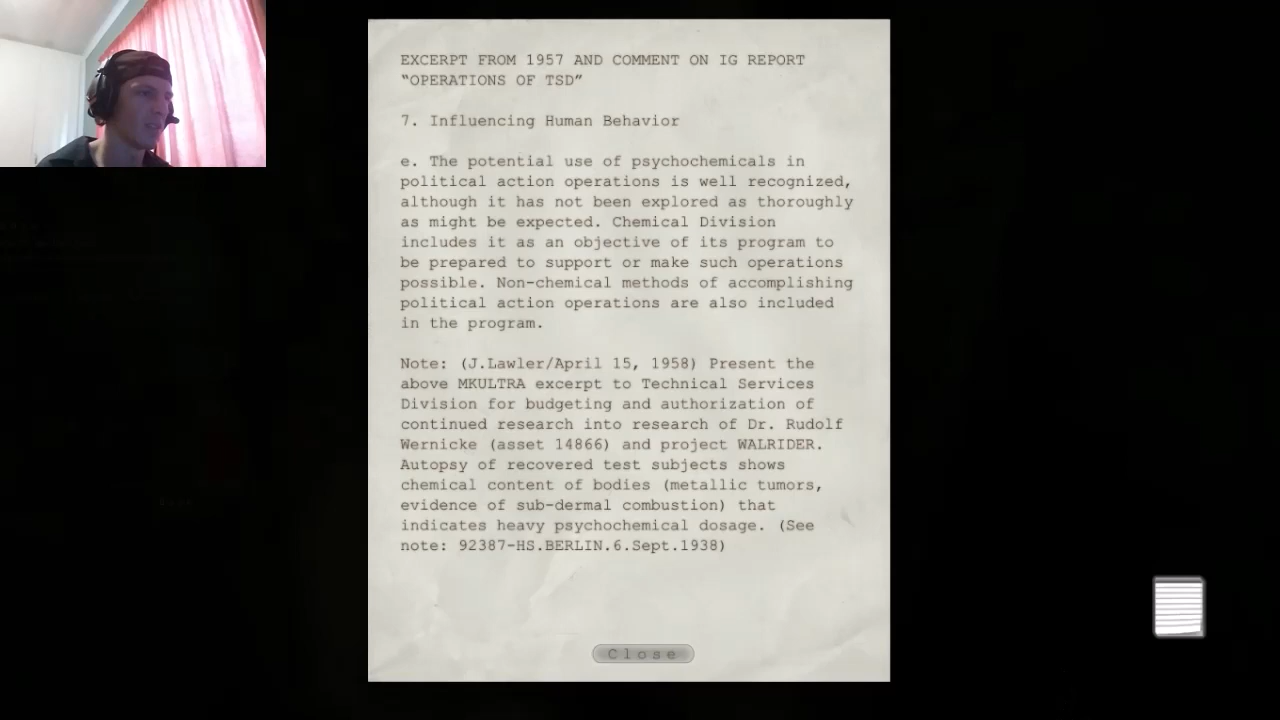 EXCERPT FROM 1957 AND COMMENT ON IG REPORT
“OPERATIONS OF TSD”
7. Influencing Human Behavior
e. The potential use of psychochemicals in
political action operations is well recognized,
although it has not been explored as thoroughly
as might be expected. Chemical Division
includes it as an objective of its program to
be prepared to support or make such operations
possible. Non-chemical methods of accomplishing
political action operations are also included
in the program.
Note: (J.Lawler/April 15, 1958) Present the
above MKULTRA excerpt to Technical Services
Division for budgeting and authorization of
continued research into research of Dr. Rudolf
Wernicke (asset 14866) and project WALRIDER.
Autopsy of recovered test subjects shows
chemical content of bodies (metallic tumors,
evidence of sub-dermal combustion) that
indicates heavy psychochemical dosage. (See
note: 92387-HS.BERLIN.6.Sept.1938)
Close